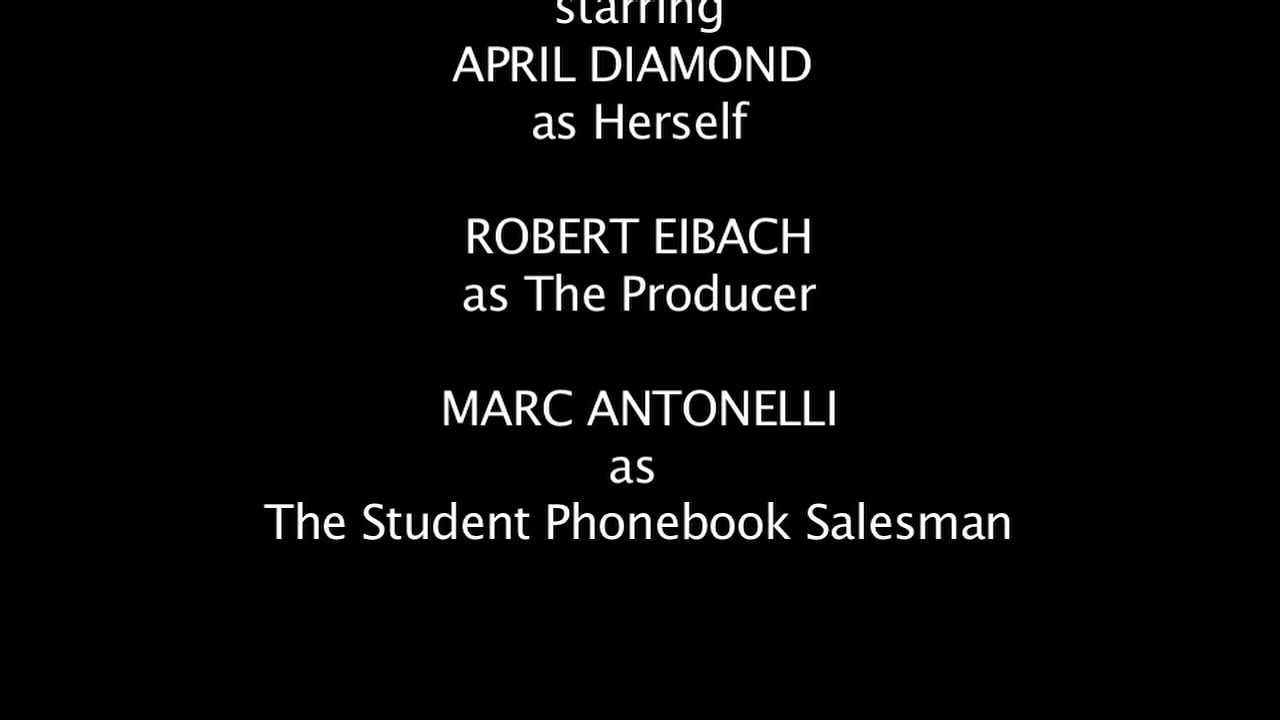 starring
APRIL DIAMOND
as Herself
ROBERT EIBACH
as The Producer
MARC ANTONELLI
as
The Student Phonebook Salesman